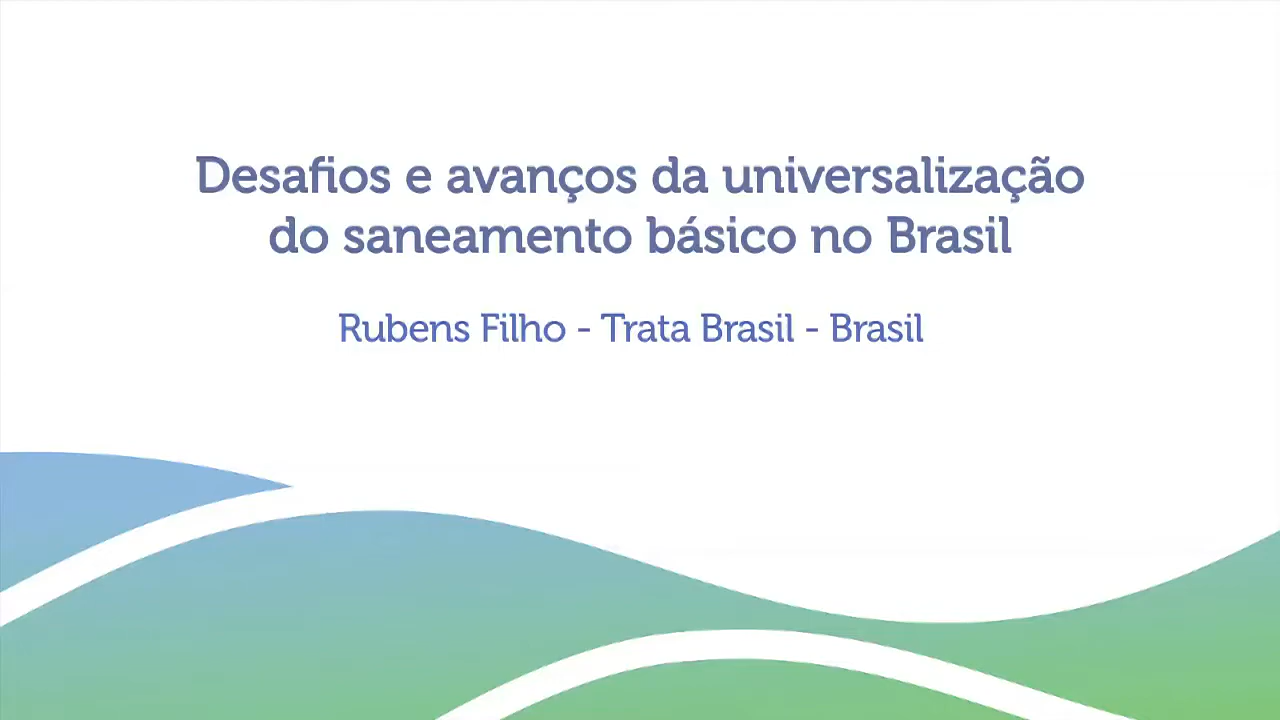 Desafios e avanços da universalização
do saneamento básico no Brasil
Rubens Filho - Trata Brasil - Brasil